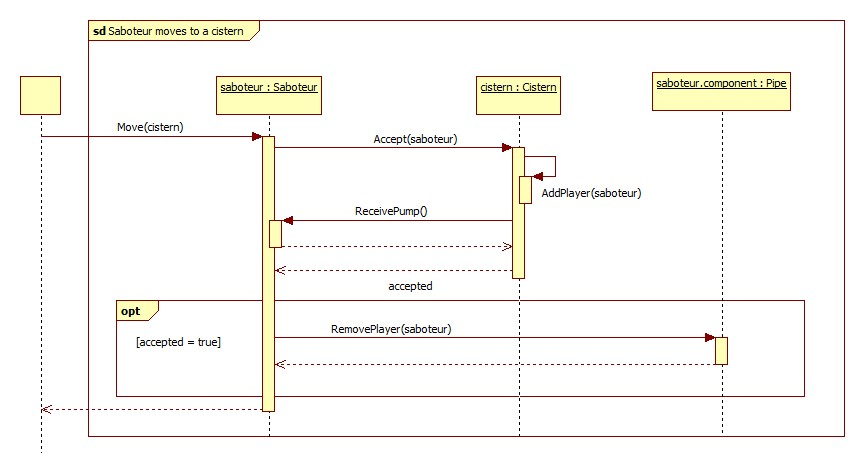 sd Saboteur moves to a cistern
saboteur : Saboteur
cistern : Cistern
saboteur.component : Pipe
Move(cistern)
Accept(saboteur)
AddPlayer(saboteur)
ReceivePump()
accepted
opt
RemovePlayer(saboteur)
[accepted = true]